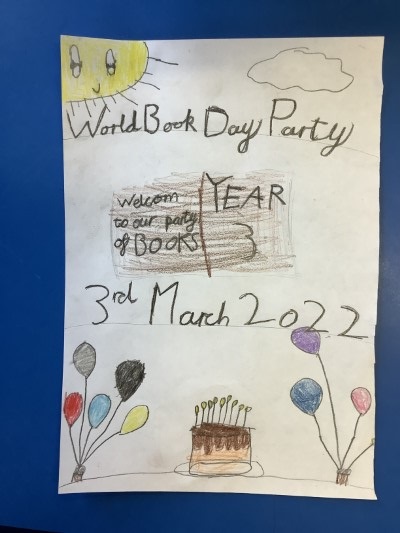 World Book Day Party
Welcom
to our party
of BOOKS
YEAR
3
3rd March 2022